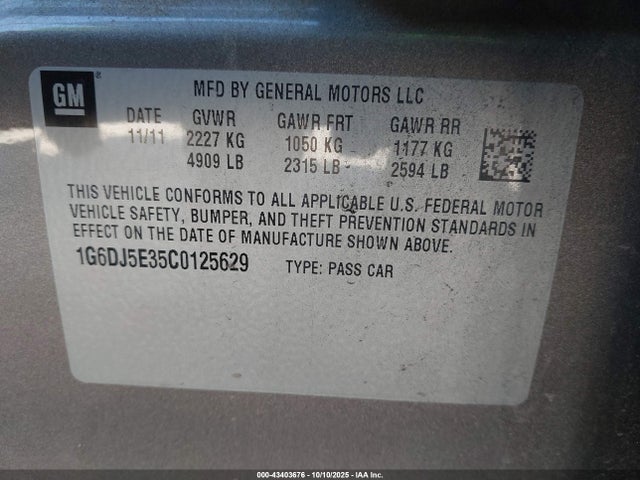 GM®
MFD BY GENERAL MOTORS LLC
DATE GVWR GAWR FRT GAWR RR
11/11 2227 KG 1050 KG 1177 KG
4909 LB 2315 LB 2594 LB
THIS VEHICLE CONFORMS TO ALL APPLICABLE U.S. FEDERAL MOTOR
VEHICLE SAFETY, BUMPER, AND THEFT PREVENTION STANDARDS IN
EFFECT ON THE DATE OF MANUFACTURE SHOWN ABOVE.
1G6DJ5E35C0125629 TYPE: PASS CAR
000-43403676 - 10/10/2025 - IAA Inc.